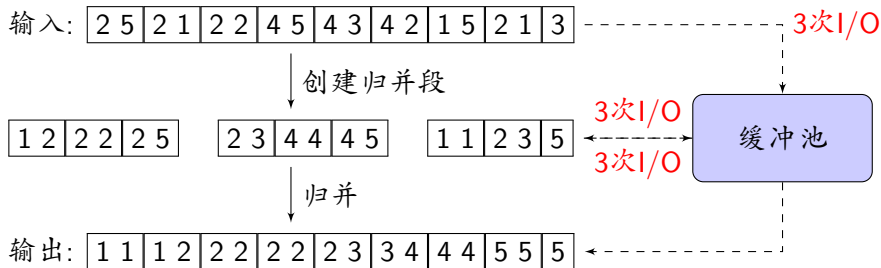 输入: 2 5 2 1 2 2 4 5 4 3 4 2 1 5 2 1 3 3次I/O
创建归并段
3次I/O
1 2 2 2 2 5 2 3 4 4 4 5 1 1 2 3 5 缓冲池
3次I/O
归并
输出: 1 1 1 2 2 2 2 2 2 3 3 4 4 4 5 5 5